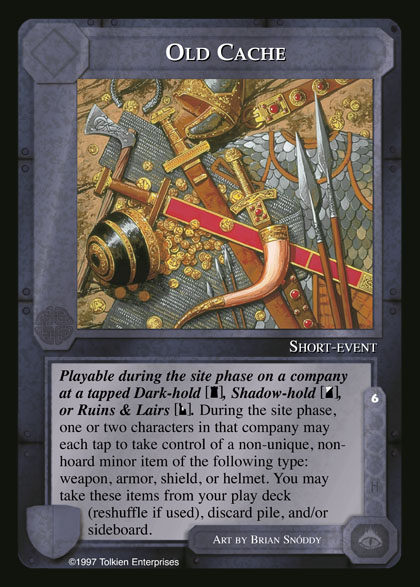 OLD CACHE
SHORT-EVENT
Playable during the site phase on a company
at a tapped Dark-hold [], Shadow-hold [],
or Ruins & Lairs []. During the site phase,
one or two characters in that company may
each tap to take control of a non-unique, non-
hoard minor item of the following type:
weapon, armor, shield, or helmet. You may
take these items from your play deck
(reshuffle if used), discard pile, and/or
sideboard.
6
H
ART BY BRIAN SNÓDDY
©1997 Tolkien Enterprises